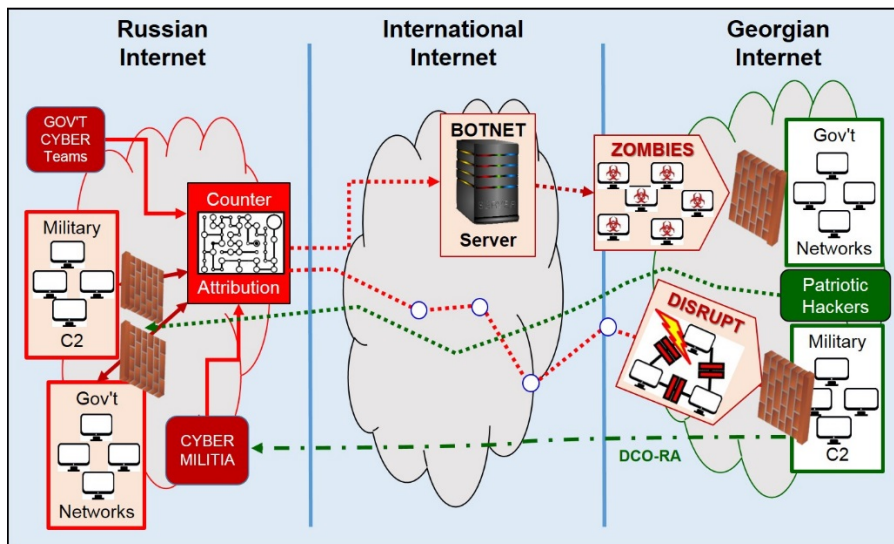 Russian
Internet
International
Internet
Georgian
Internet
GOV'T
CYBER
Teams
Military
C2
Gov't
Networks
Counter
Attribution
CYBER
MILITIA
BOTNET
Server
ZOMBIES
Gov't
Networks
Patriotic
Hackers
DISRUPT
Military
C2
DCO-RA